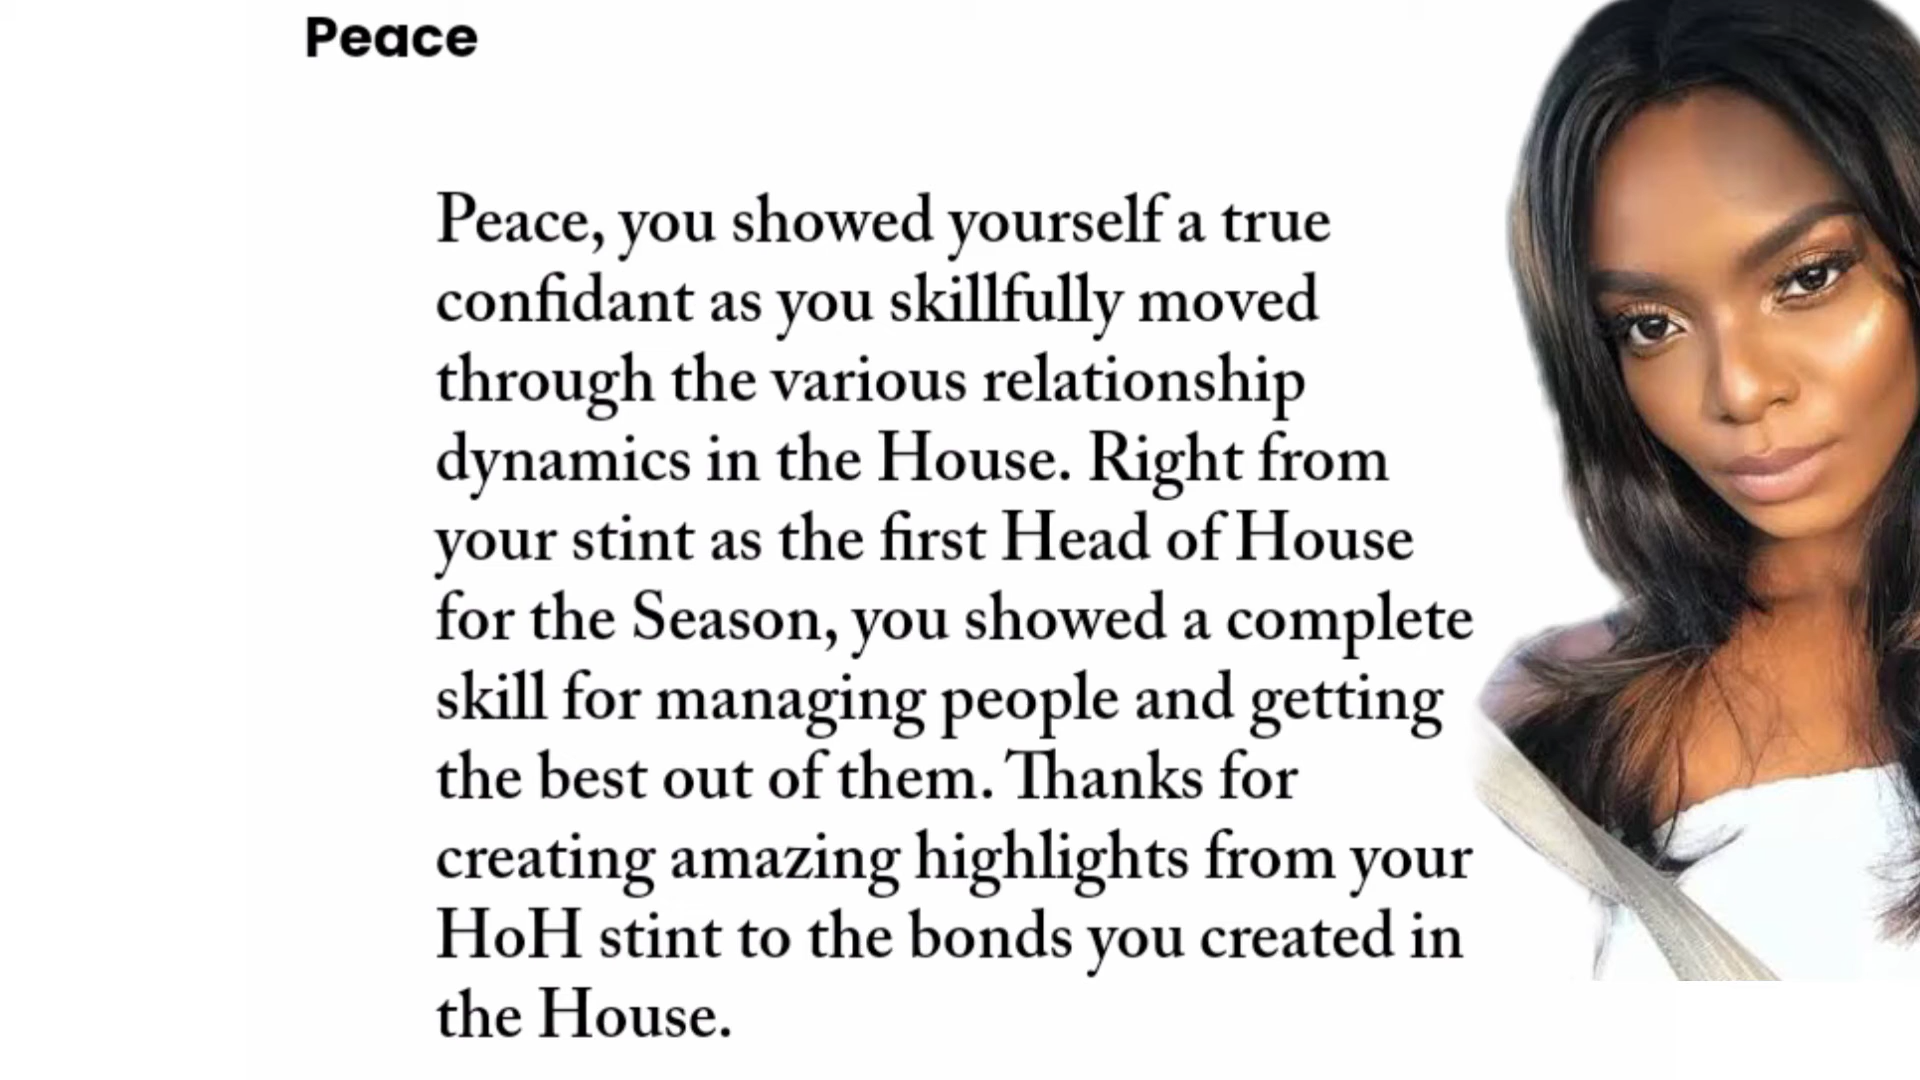 Peace
Peace, you showed yourself a true
confidant as you skillfully moved
through the various relationship
dynamics in the House. Right from
your stint as the first Head of House
for the Season, you showed a complete
skill for managing people and getting
the best out of them. Thanks for
creating amazing highlights from your
HoH stint to the bonds you created in
the House.